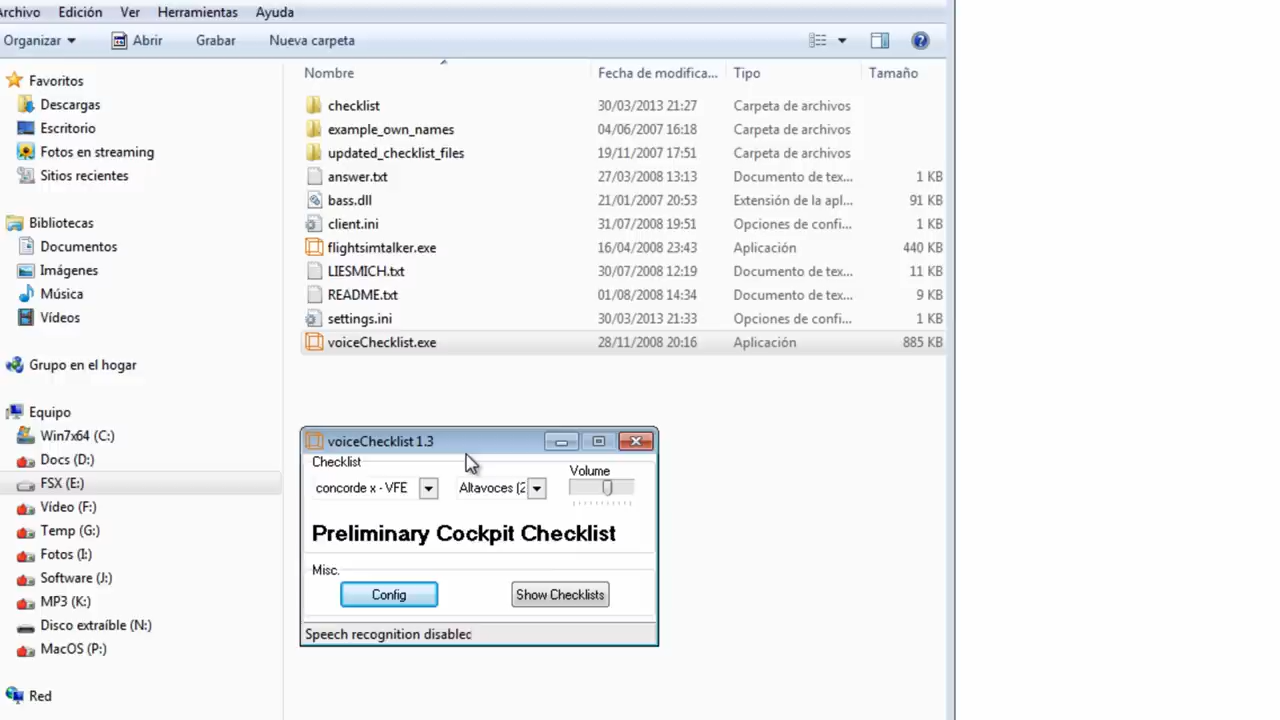 Archivo Edición Ver Herramientas Ayuda
Organizar Abrir Grabar Nueva carpeta
Nombre Fecha de modifica... Tipo Tamaño
Favoritos
Descargas
Escritorio
Fotos en streaming
Sitios recientes
Bibliotecas
Documentos
Imágenes
Música
Vídeos
Grupo en el hogar
Equipo
Win7x64 (C:)
Docs (D:)
FSX (E:)
Vídeo (F:)
Temp (G:)
Fotos (I:)
Software (J:)
MP3 (K:)
Disco extraíble (N:)
MacOS (P:)
Red
checklist 30/03/2013 21:27 Carpeta de archivos
example_own_names 04/06/2007 16:18 Carpeta de archivos
updated_checklist_files 19/11/2007 17:51 Carpeta de archivos
answer.txt 27/03/2008 13:13 Documento de tex... 1 KB
bass.dll 21/01/2007 20:53 Extensión de la apl... 91 KB
client.ini 31/07/2008 19:51 Opciones de confi... 1 KB
flightsimtalker.exe 16/04/2008 23:43 Aplicación 440 KB
LIESMICH.txt 30/07/2008 12:19 Documento de tex... 11 KB
README.txt 01/08/2008 14:34 Documento de tex... 9 KB
settings.ini 30/03/2013 21:33 Opciones de confi... 1 KB
voiceChecklist.exe 28/11/2008 20:16 Aplicación 885 KB
voiceChecklist 1.3
Checklist
Volume
concorde x - VFE Altavoces (2
Preliminary Cockpit Checklist
Misc.
Config Show Checklists
Speech recognition disablec